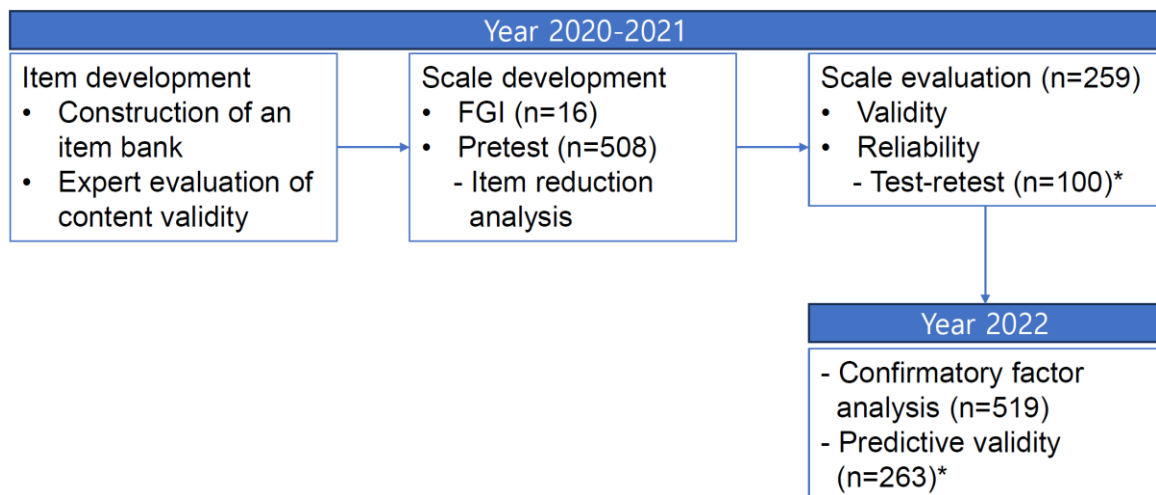 Year 2020-2021
Item development
• Construction of an
item bank
• Expert evaluation of
content validity
Scale development
• FGI (n=16)
• Pretest (n=508)
- Item reduction
analysis
Scale evaluation (n=259)
• Validity
• Reliability
- Test-retest (n=100)*
Year 2022
- Confirmatory factor
analysis (n=519)
- Predictive validity
(n=263)*